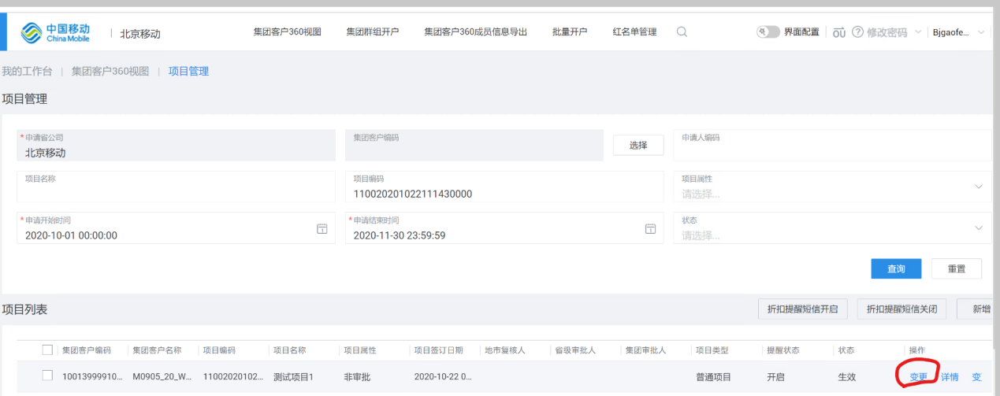 中国移动 China Mobile | 北京移动 集团客户360视图 集团群组开户 集团客户360成员信息导出 批量开户 红名单管理 界面配置 修改密码 Bjgaofe...
我的工作台 | 集团客户360视图 | 项目管理
项目管理
* 申请省公司 集团客户编码 申请人编码
北京移动 选择
项目名称 项目编码 项目属性
110020201022111430000 请选择...
* 申请开始时间 * 申请结束时间 状态
2020-10-01 00:00:00 2020-11-30 23:59:59 请选择...
查询 重置
项目列表 折扣提醒短信开启 折扣提醒短信关闭 新增
集团客户编码 集团客户名称 项目编码 项目名称 项目属性 项目签订日期 地市复核人 省级审批人 集团审批人 项目类型 提醒状态 状态 操作
10013999910... M0905_20_W... 11002020102... 测试项目1 非审批 2020-10-22 0... 普通项目 开启 生效 变更 详情 变